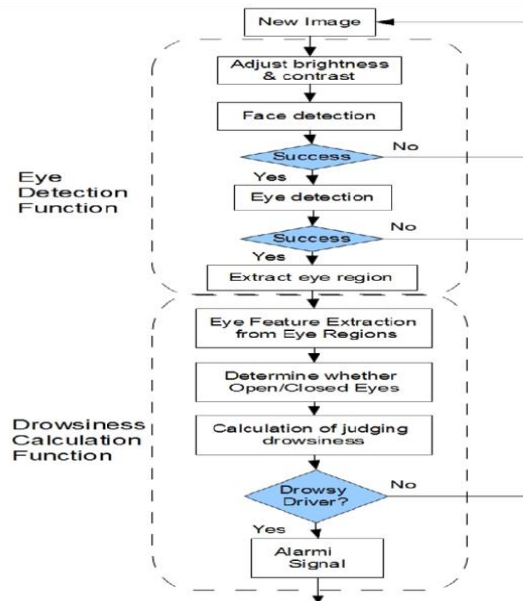 New Image
Adjust brightness
& contrast
Face detection
Success
No
Yes
Eye
Detection
Function
Eye detection
Success
No
Yes
Extract eye region
Eye Feature Extraction
from Eye Regions
Determine whether
Open/Closed Eyes
Drowsiness
Calculation
Function
Calculation of judging
drowsiness
Drowsy
Driver?
No
Yes
Alarmi
Signal